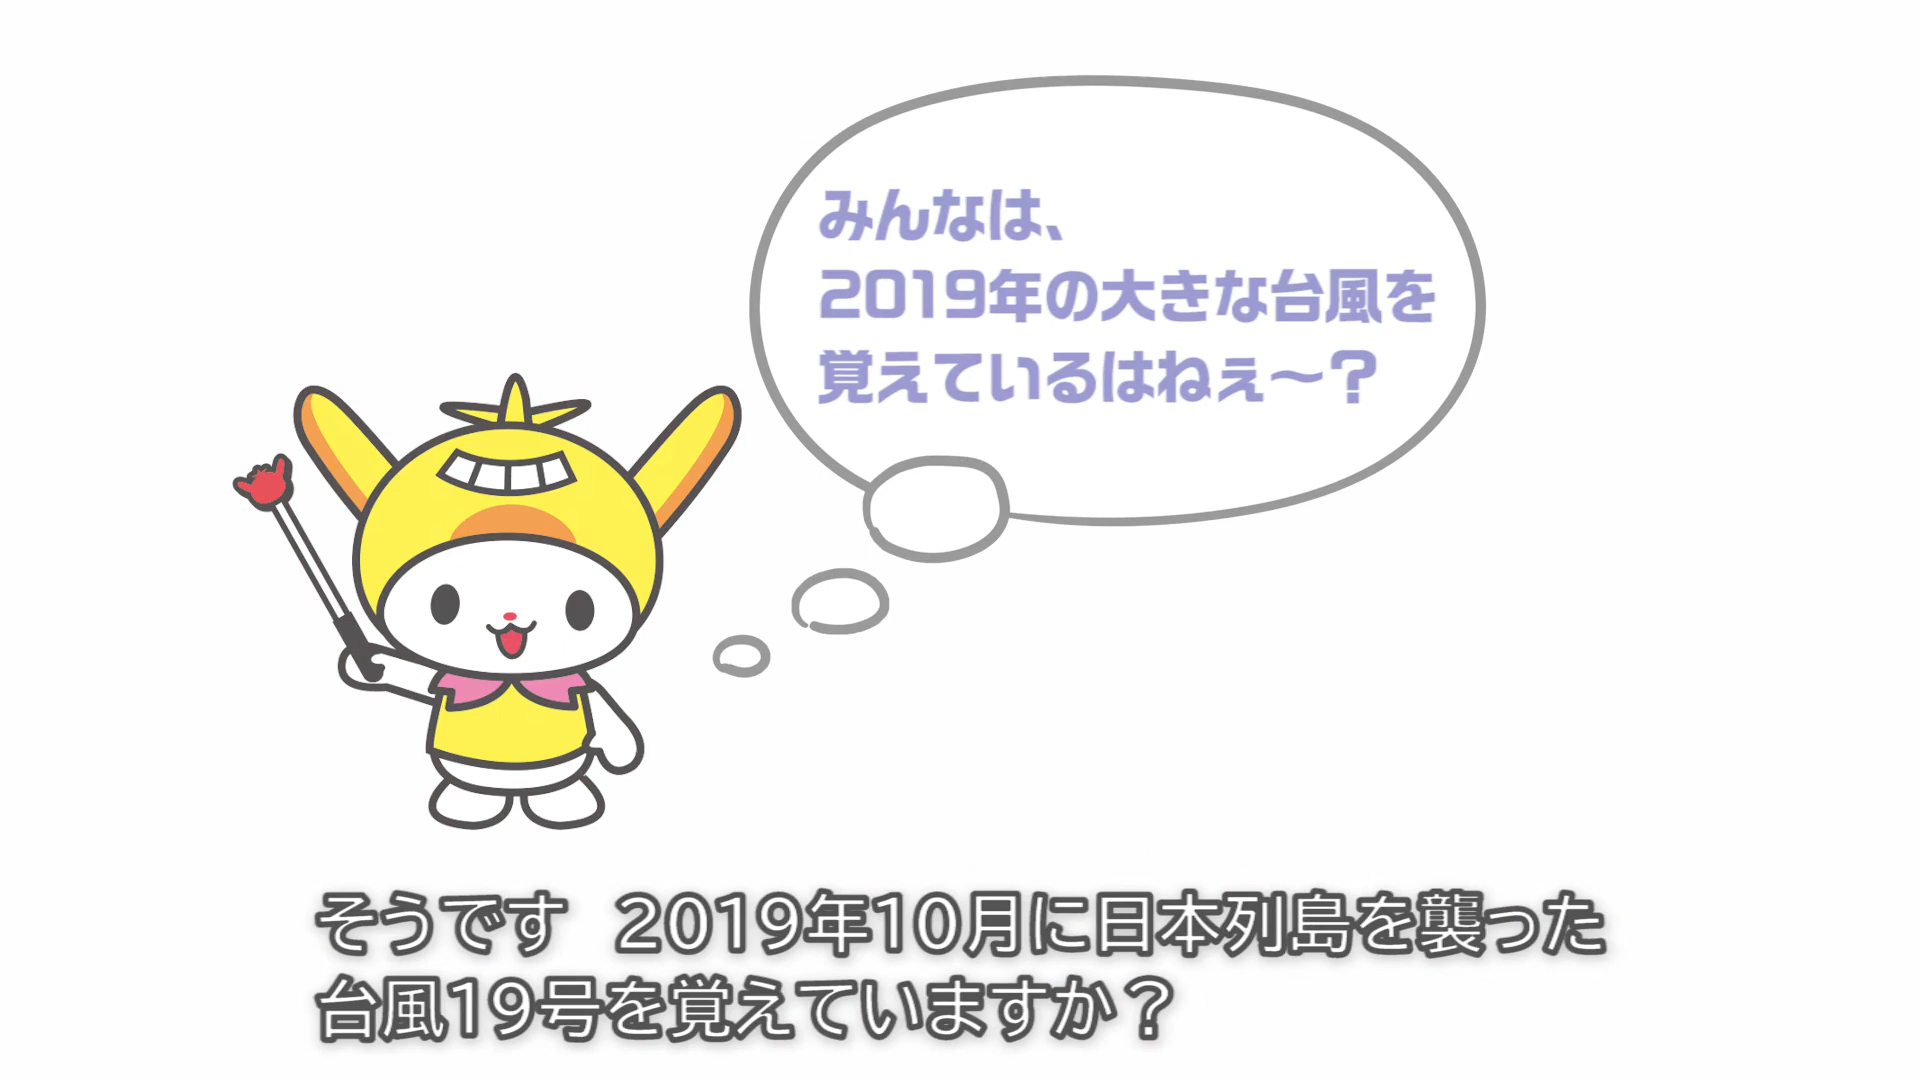 みんなは、
2019年の大きな台風を
覚えているはねぇ～？
そうです　2019年10月に日本列島を襲った
台風19号を覚えていますか？